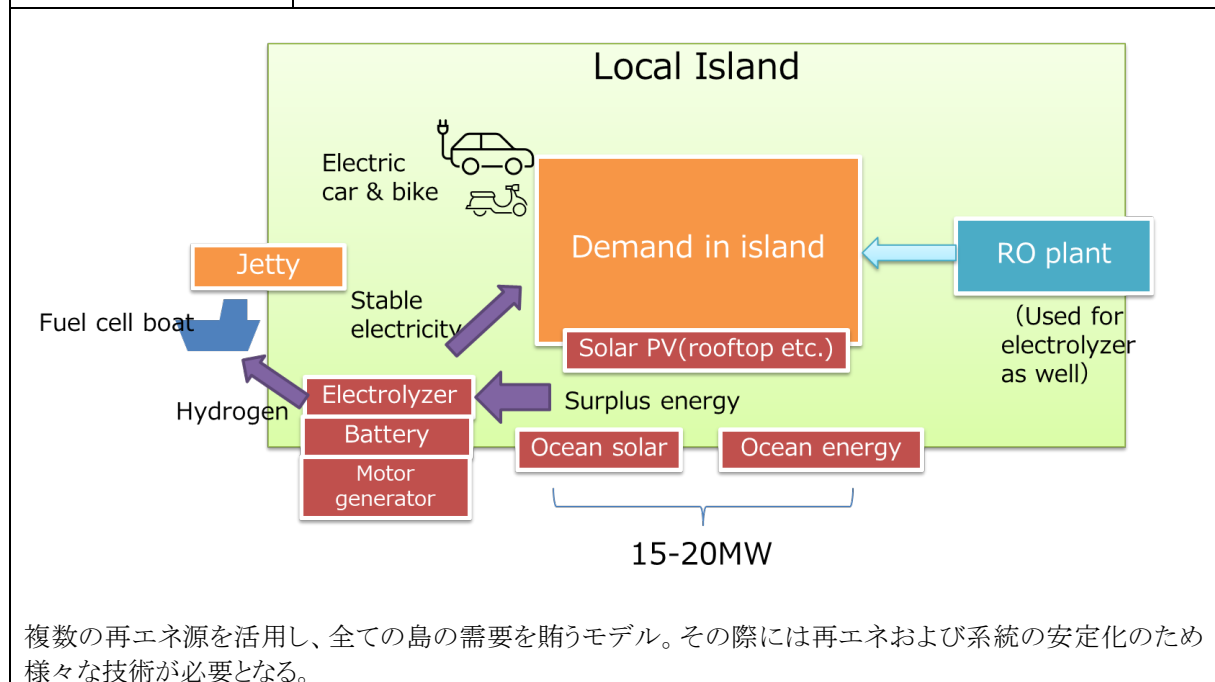 Local Island
Electric
car & bike
Demand in island
RO plant
Jetty
Fuel cell boat
Stable
electricity
（Used for
electrolyzer
as well）
Solar PV(rooftop etc.)
Electrolyzer
Surplus energy
Hydrogen
Battery
Ocean solar
Ocean energy
Motor
generator
15-20MW
複数の再エネ源を活用し、全ての島の需要を賄うモデル。その際には再エネおよび系統の安定化のため
様々な技術が必要となる。